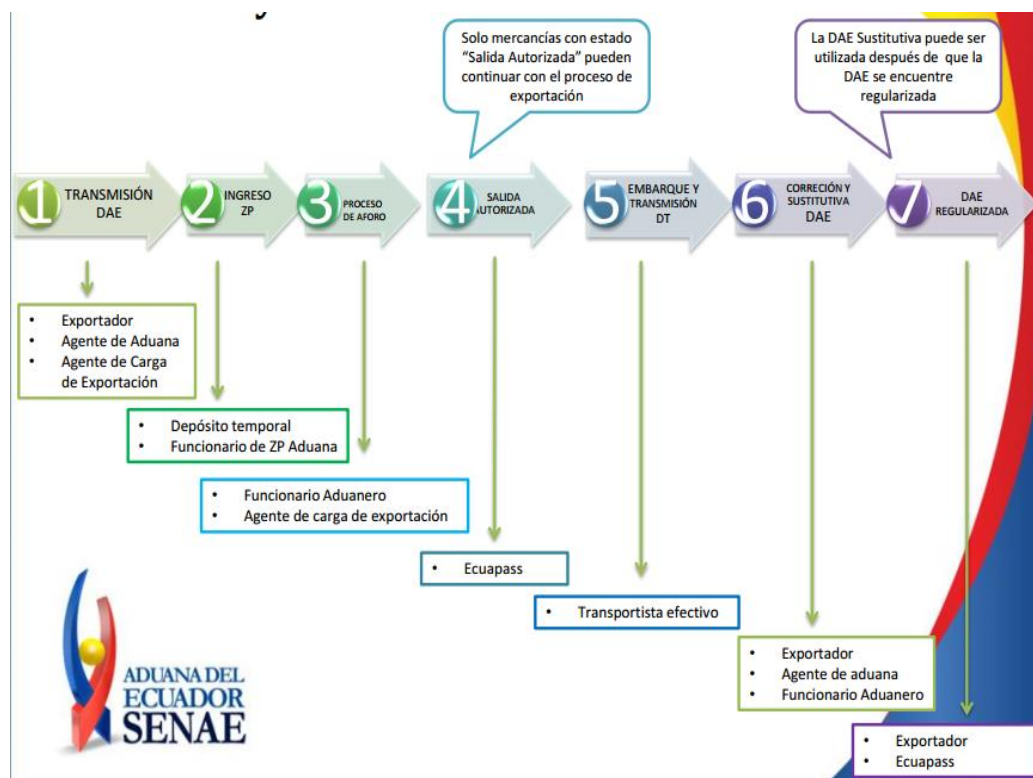 y
Solo mercancías con estado
“Salida Autorizada” pueden
continuar con el proceso de
exportación
La DAE Sustitutiva puede ser
utilizada después de que la
DAE se encuentre
regularizada
1
TRANSMISIÓN
DAE
2
INGRESO
ZP
3
PROCESO
DE AFORO
4
SALIDA
AUTORIZADA
5
EMBARQUE Y
TRANSMISIÓN
DT
6
CORRECIÓN Y
SUSTITUTIVA
DAE
7
DAE
REGULARIZADA
• Exportador
• Agente de Aduana
• Agente de Carga
de Exportación
• Depósito temporal
• Funcionario de ZP Aduana
• Funcionario Aduanero
• Agente de carga de exportación
• Ecuapass
• Transportista efectivo
• Exportador
• Agente de aduana
• Funcionario Aduanero
• Exportador
• Ecuapass
ADUANA DEL
ECUADOR
SENAE